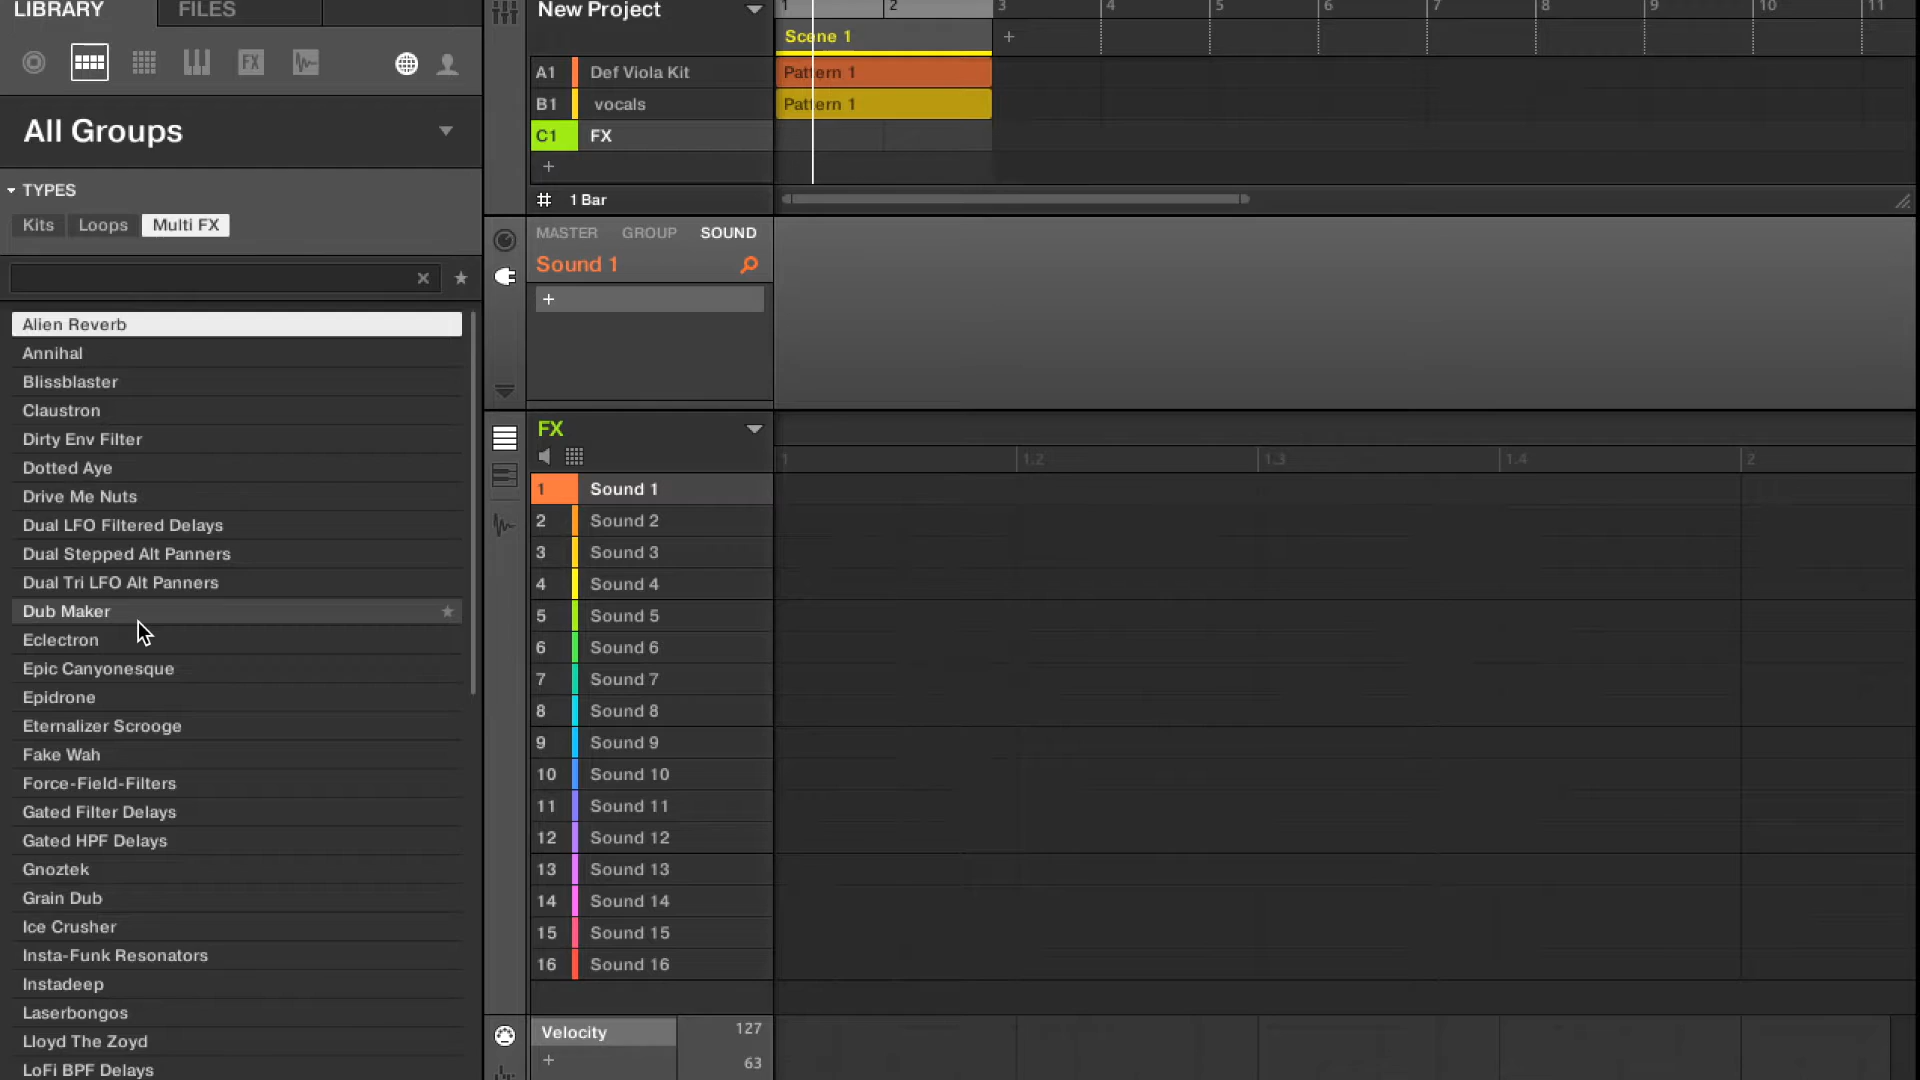 LIBRARY
FILES
All Groups
TYPES
Kits
Loops
Multi FX
Alien Reverb
Annihal
Blissblaster
Claustron
Dirty Env Filter
Dotted Aye
Drive Me Nuts
Dual LFO Filtered Delays
Dual Stepped Alt Panners
Dual Tri LFO Alt Panners
Dub Maker
Eclectron
Epic Canyonesque
Epidrone
Eternalizer Scrooge
Fake Wah
Force-Field-Filters
Gated Filter Delays
Gated HPF Delays
Gnoztek
Grain Dub
Ice Crusher
Insta-Funk Resonators
Instadeep
Laserbongos
Lloyd The Zoyd
LoFi BPF Delays
FX
New Project
1 2 3 4 5 6 7 8 9 10 11
Scene 1 +
A1 Def Viola Kit Pattern 1
B1 vocals Pattern 1
C1 FX
+
1 Bar
MASTER GROUP SOUND
Sound 1
+
FX
1 1.2 1.3 1.4 2
1 Sound 1
2 Sound 2
3 Sound 3
4 Sound 4
5 Sound 5
6 Sound 6
7 Sound 7
8 Sound 8
9 Sound 9
10 Sound 10
11 Sound 11
12 Sound 12
13 Sound 13
14 Sound 14
15 Sound 15
16 Sound 16
Velocity 127
+ 63